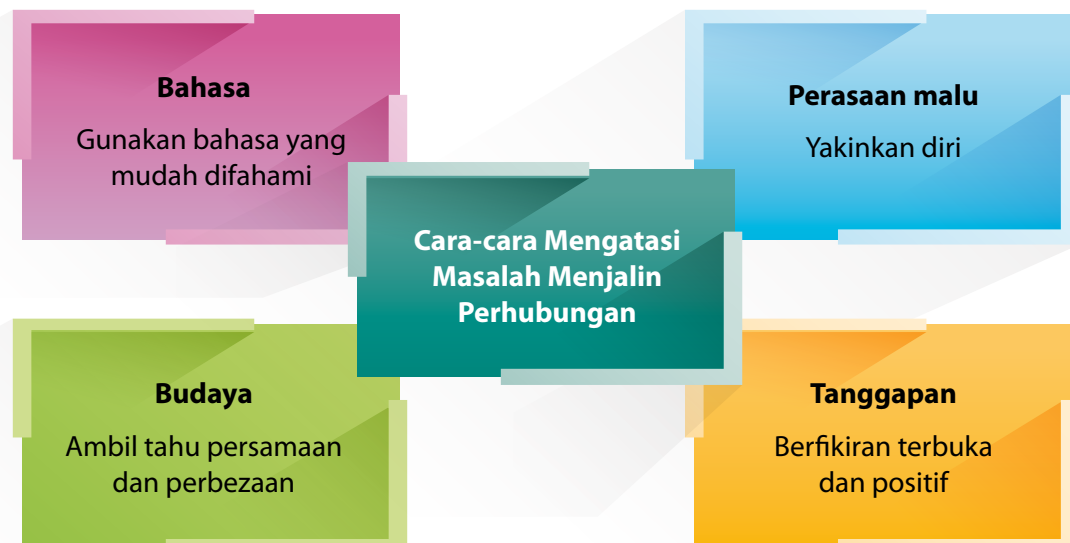 Bahasa
Gunakan bahasa yang
mudah difahami
Perasaan malu
Yakinkan diri
Cara-cara Mengatasi
Masalah Menjalin
Perhubungan
Budaya
Ambil tahu persamaan
dan perbezaan
Tanggapan
Berfikiran terbuka
dan positif